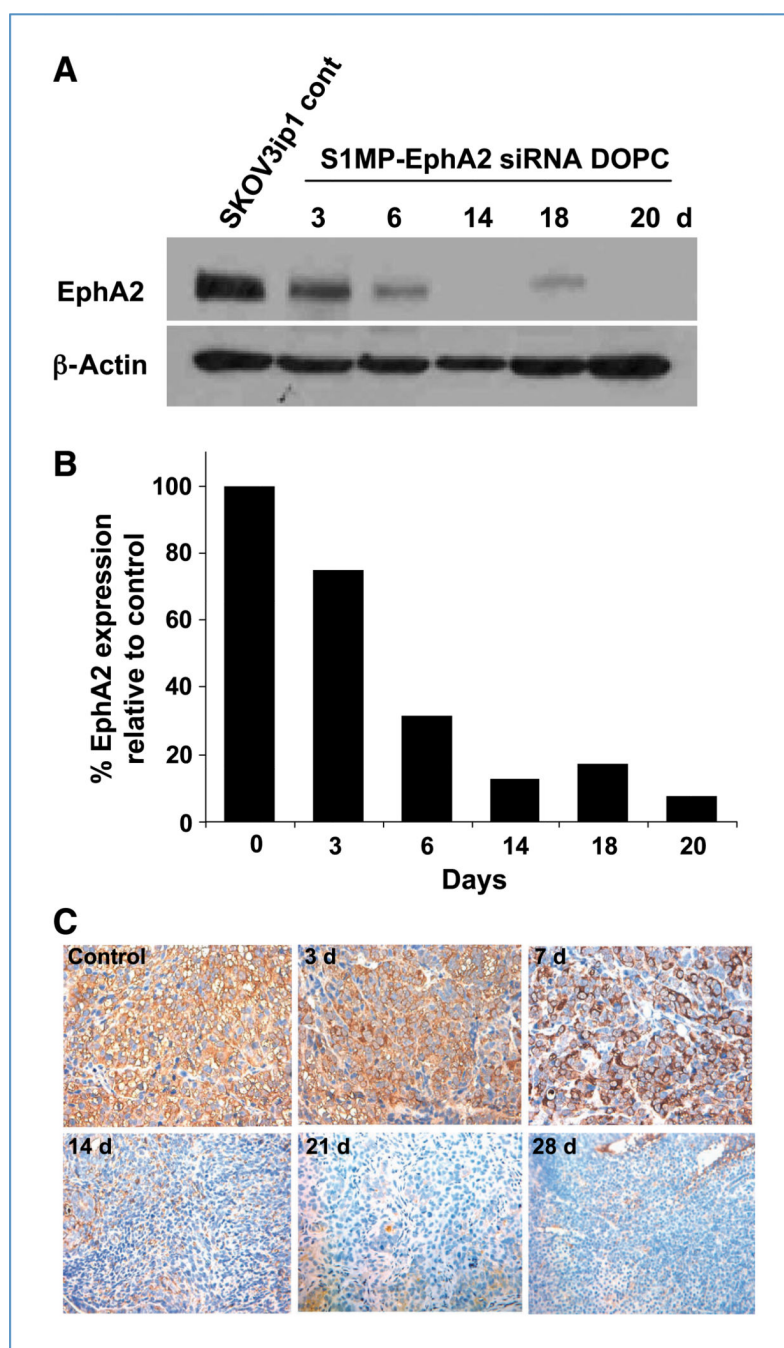 A
SKOV3ip1 cont
S1MP-EphA2 siRNA DOPC
3 6 14 18 20 d
EphA2
β-Actin
B
% EphA2 expression
relative to control
100
80
60
40
20
0
0 3 6 14 18 20
Days
C
Control 3 d 7 d
14 d 21 d 28 d